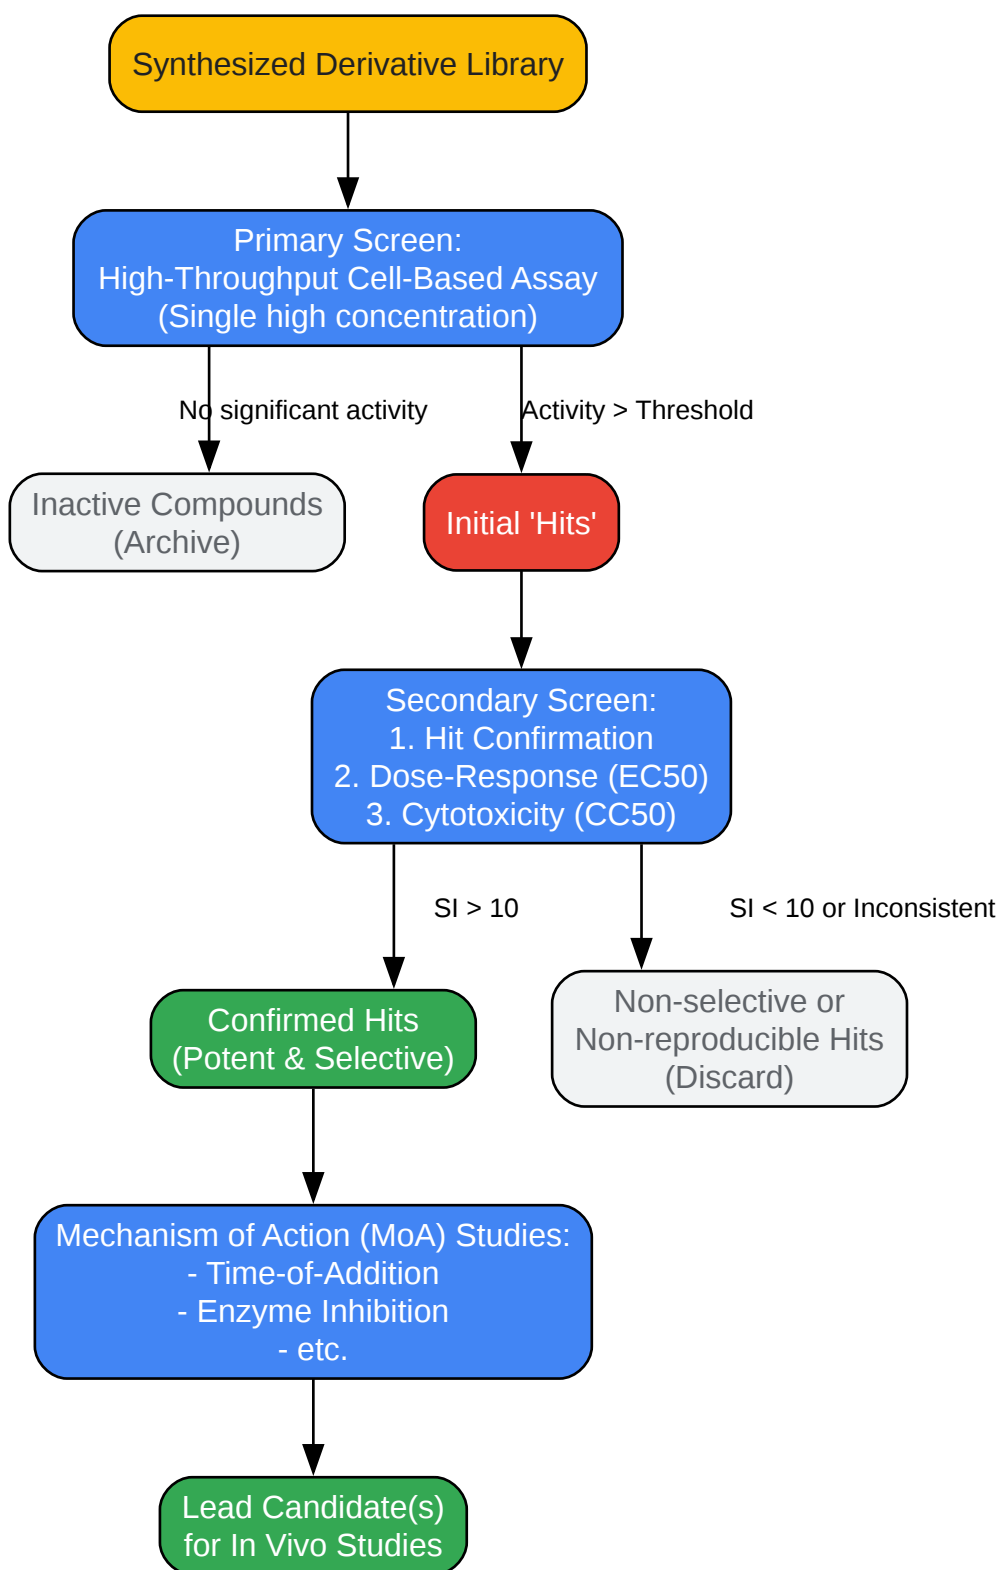 Synthesized Derivative Library
Primary Screen:
High-Throughput Cell-Based Assay
(Single high concentration)
No significant activity
Activity > Threshold
Inactive Compounds
(Archive)
Initial 'Hits'
Secondary Screen:
1. Hit Confirmation
2. Dose-Response (EC50)
3. Cytotoxicity (CC50)
SI > 10
SI < 10 or Inconsistent
Confirmed Hits
(Potent & Selective)
Non-selective or
Non-reproducible Hits
(Discard)
Mechanism of Action (MoA) Studies:
- Time-of-Addition
- Enzyme Inhibition
- etc.
Lead Candidate(s)
for In Vivo Studies